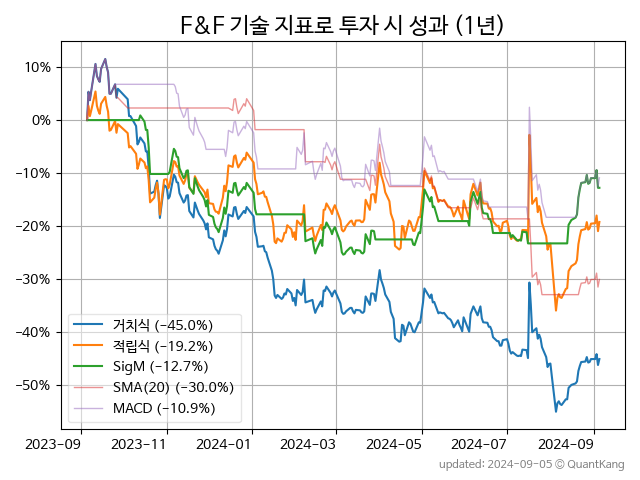 F&F 기술 지표로 투자 시 성과 (1년)
10%
0%
−10%
−20%
−30%
−40%
−50%
거치식 (−45.0%)
적립식 (−19.2%)
SigM (−12.7%)
SMA(20) (−30.0%)
MACD (−10.9%)
2023−09 2023−11 2024−01 2024−03 2024−05 2024−07 2024−09
updated: 2024−09−05 ⓒ QuantKang